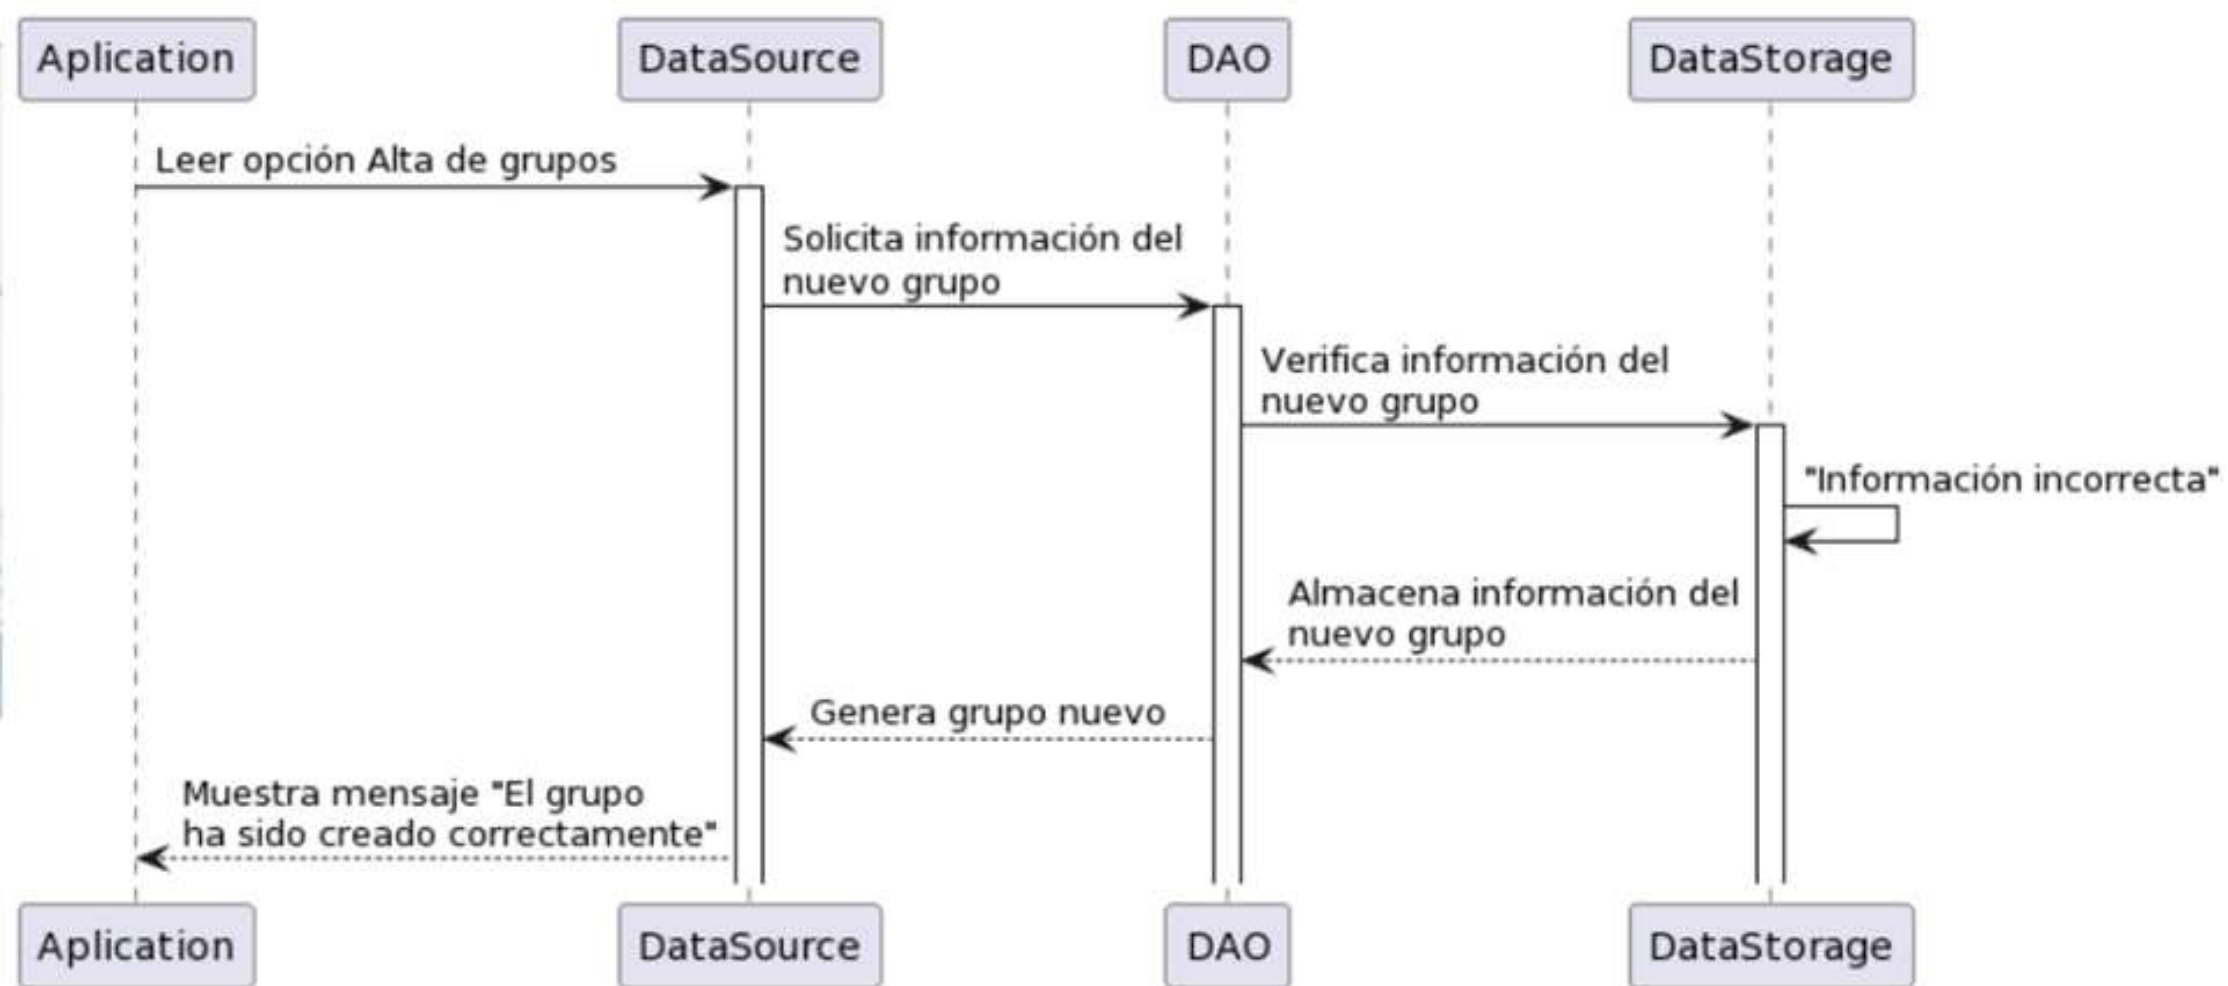 Aplication
DataSource
DAO
DataStorage
Leer opción Alta de grupos
Solicita información del
nuevo grupo
Verifica información del
nuevo grupo
"Información incorrecta"
Almacena información del
nuevo grupo
Genera grupo nuevo
Muestra mensaje "El grupo
ha sido creado correctamente"
Aplication
DataSource
DAO
DataStorage